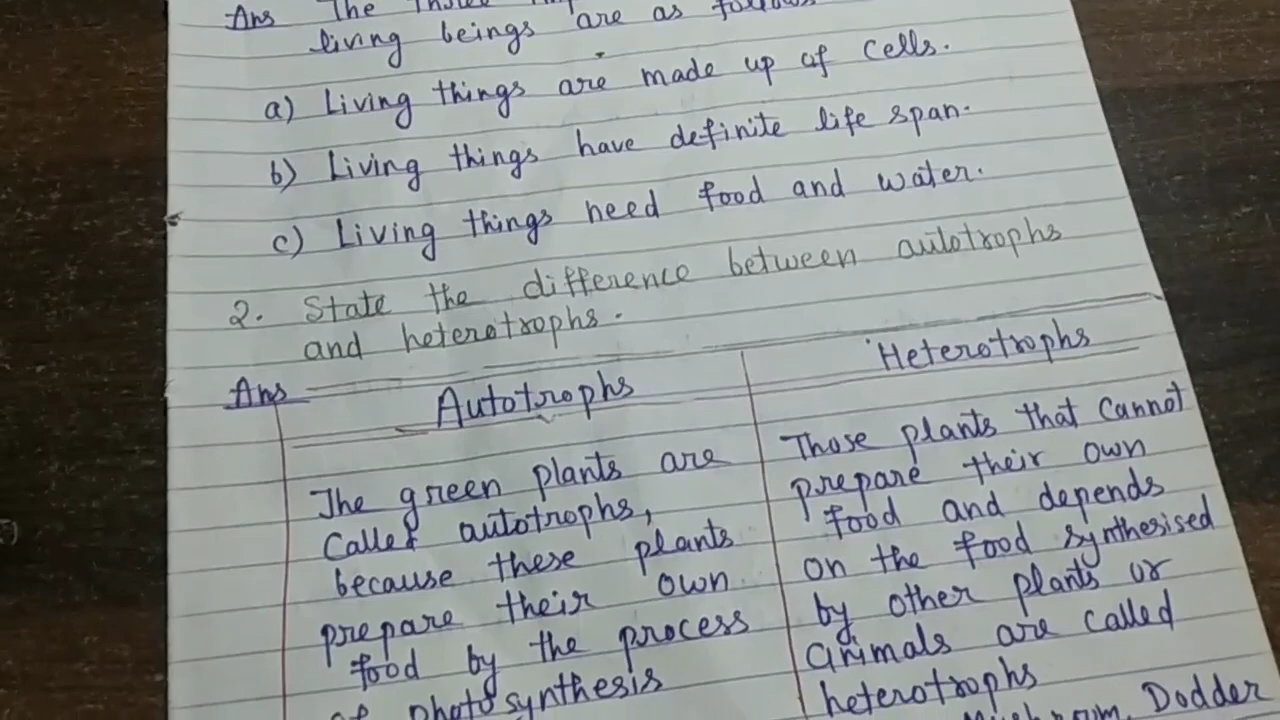 Ans The Three
living beings are as follows
a) Living things are made up of cells.
b) Living things have definite life span.
c) Living things need food and water.
2. State the difference between autotrophs
and heterotrophs.
Ans
Autotrophs
The green plants are
called autotrophs,
because these plants
prepare their own
food by the process
of photosynthesis
Heterotrophs
Those plants that cannot
prepare their own
food and depends
on the food synthesised
by other plants or
animals are called
heterotrophs
Mushroom, Dodder